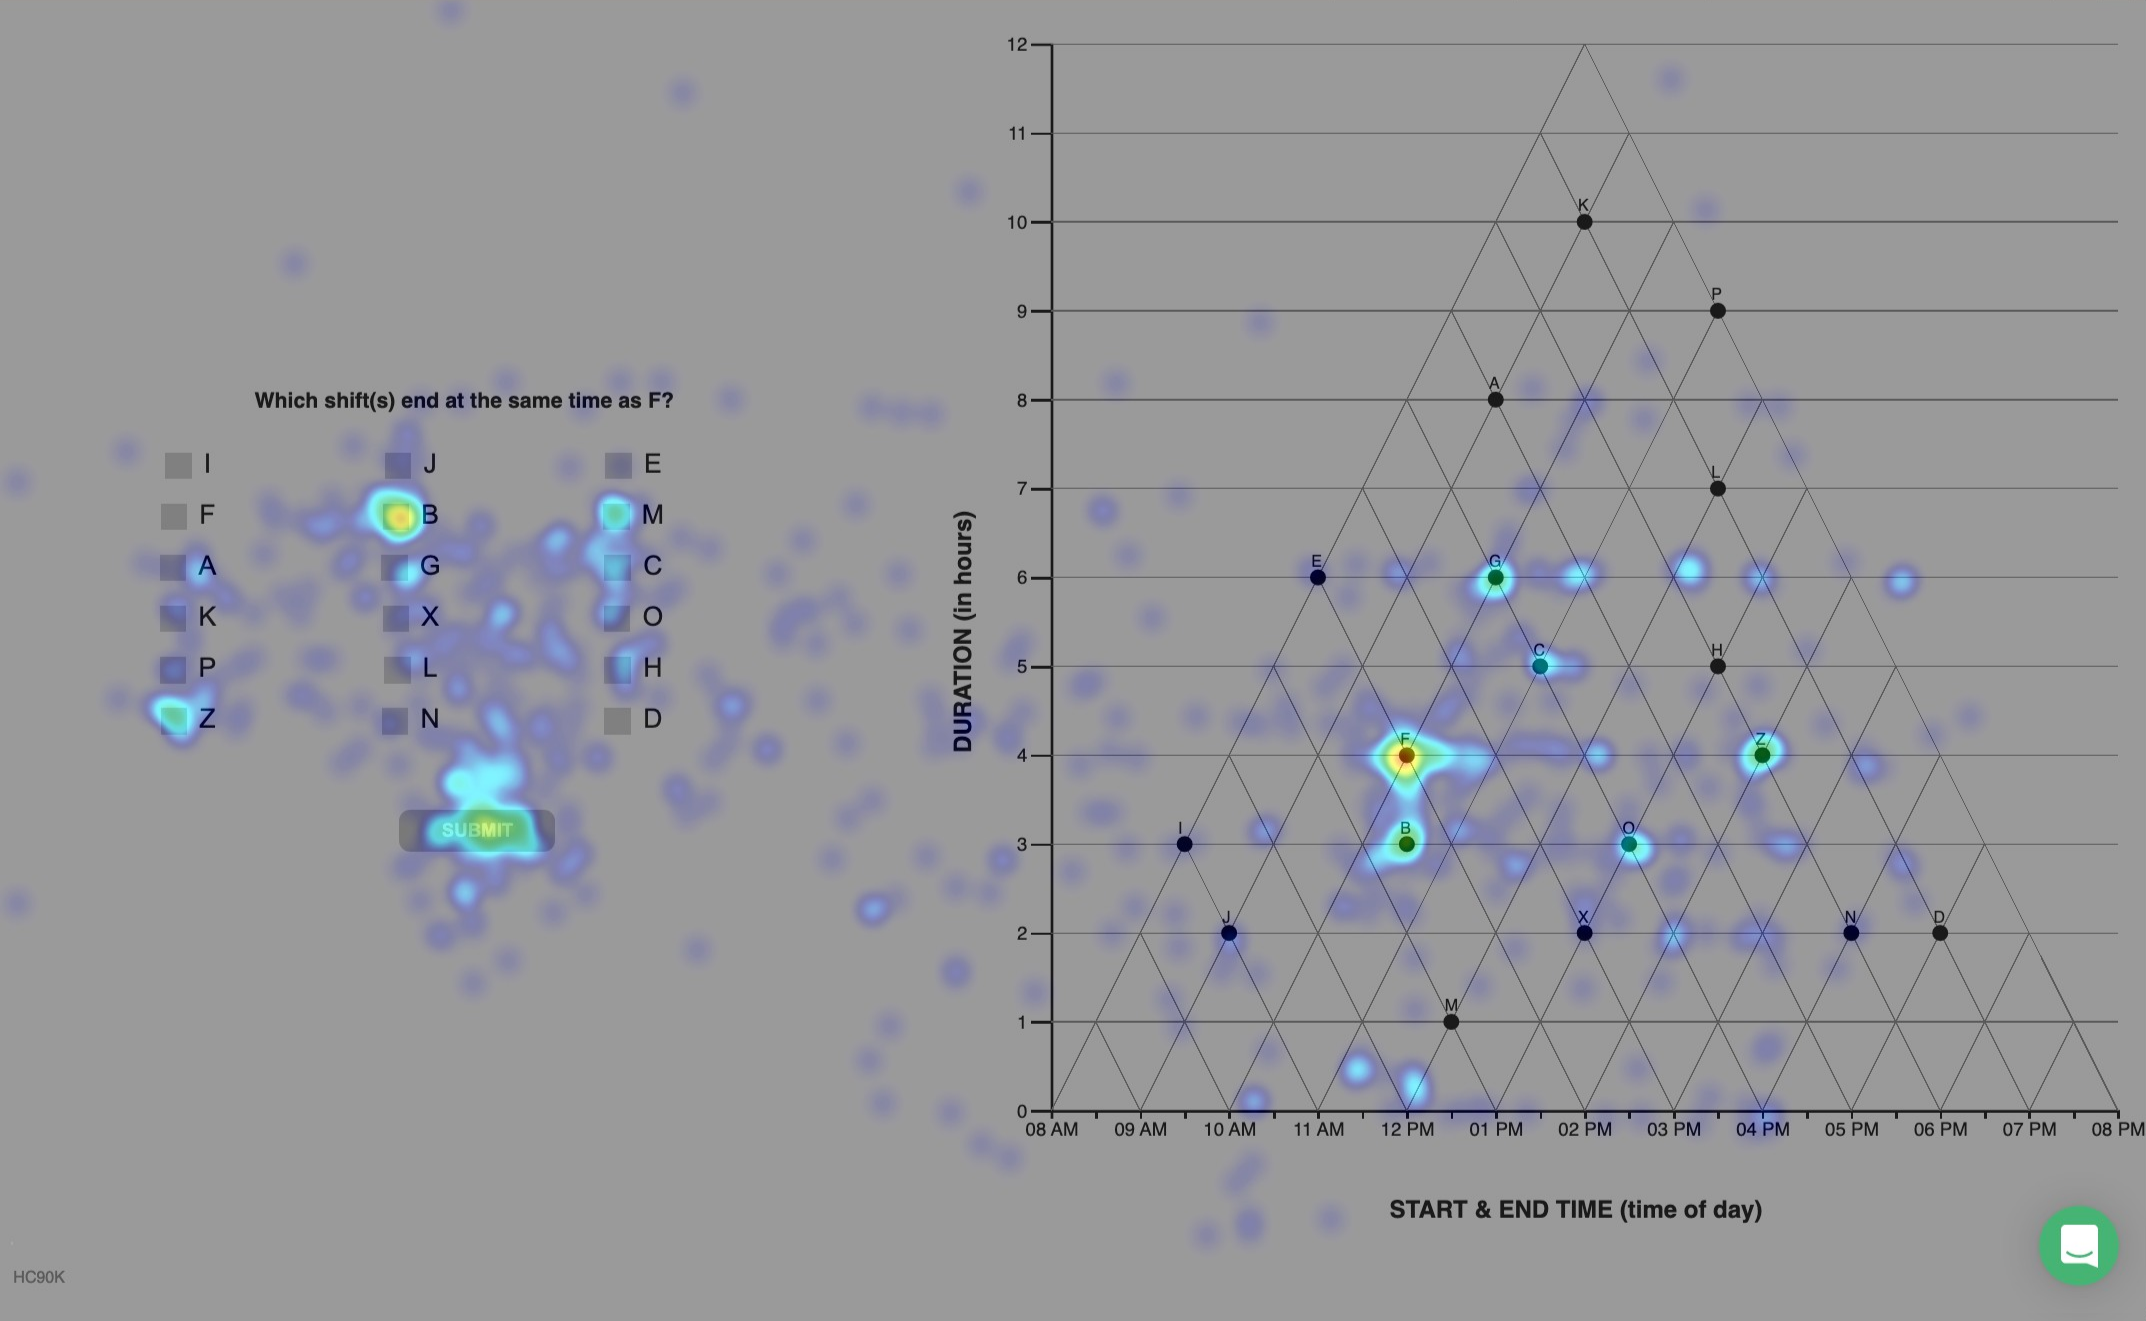 Which shift(s) end at the same time as F?
I J E
F B M
A G C
K X O
P L H
Z N D
SUBMIT
HC90K
DURATION (in hours)
12
11
10
9
8
7
6
5
4
3
2
1
0
K
P
A
L
E G
C H
F Z
I B O
J X N D
M
08 AM 09 AM 10 AM 11 AM 12 PM 01 PM 02 PM 03 PM 04 PM 05 PM 06 PM 07 PM 08 PM
START & END TIME (time of day)